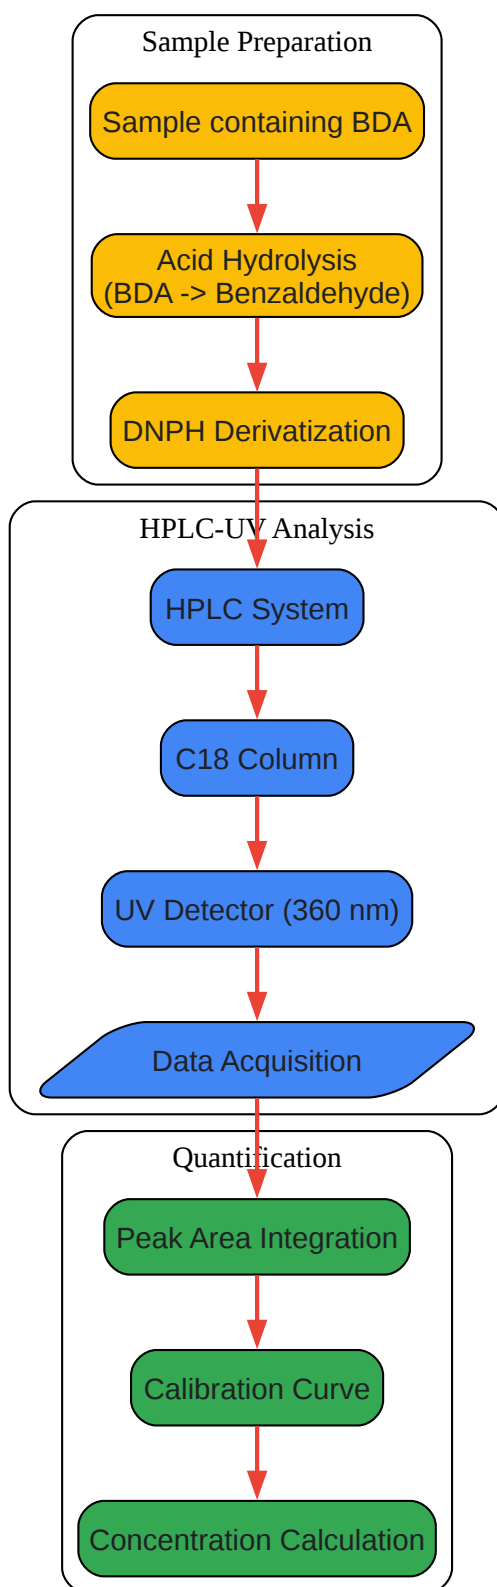 Sample Preparation
Sample containing BDA
Acid Hydrolysis
(BDA -> Benzaldehyde)
DNPH Derivatization
HPLC-UV Analysis
HPLC System
C18 Column
UV Detector (360 nm)
Data Acquisition
Quantification
Peak Area Integration
Calibration Curve
Concentration Calculation